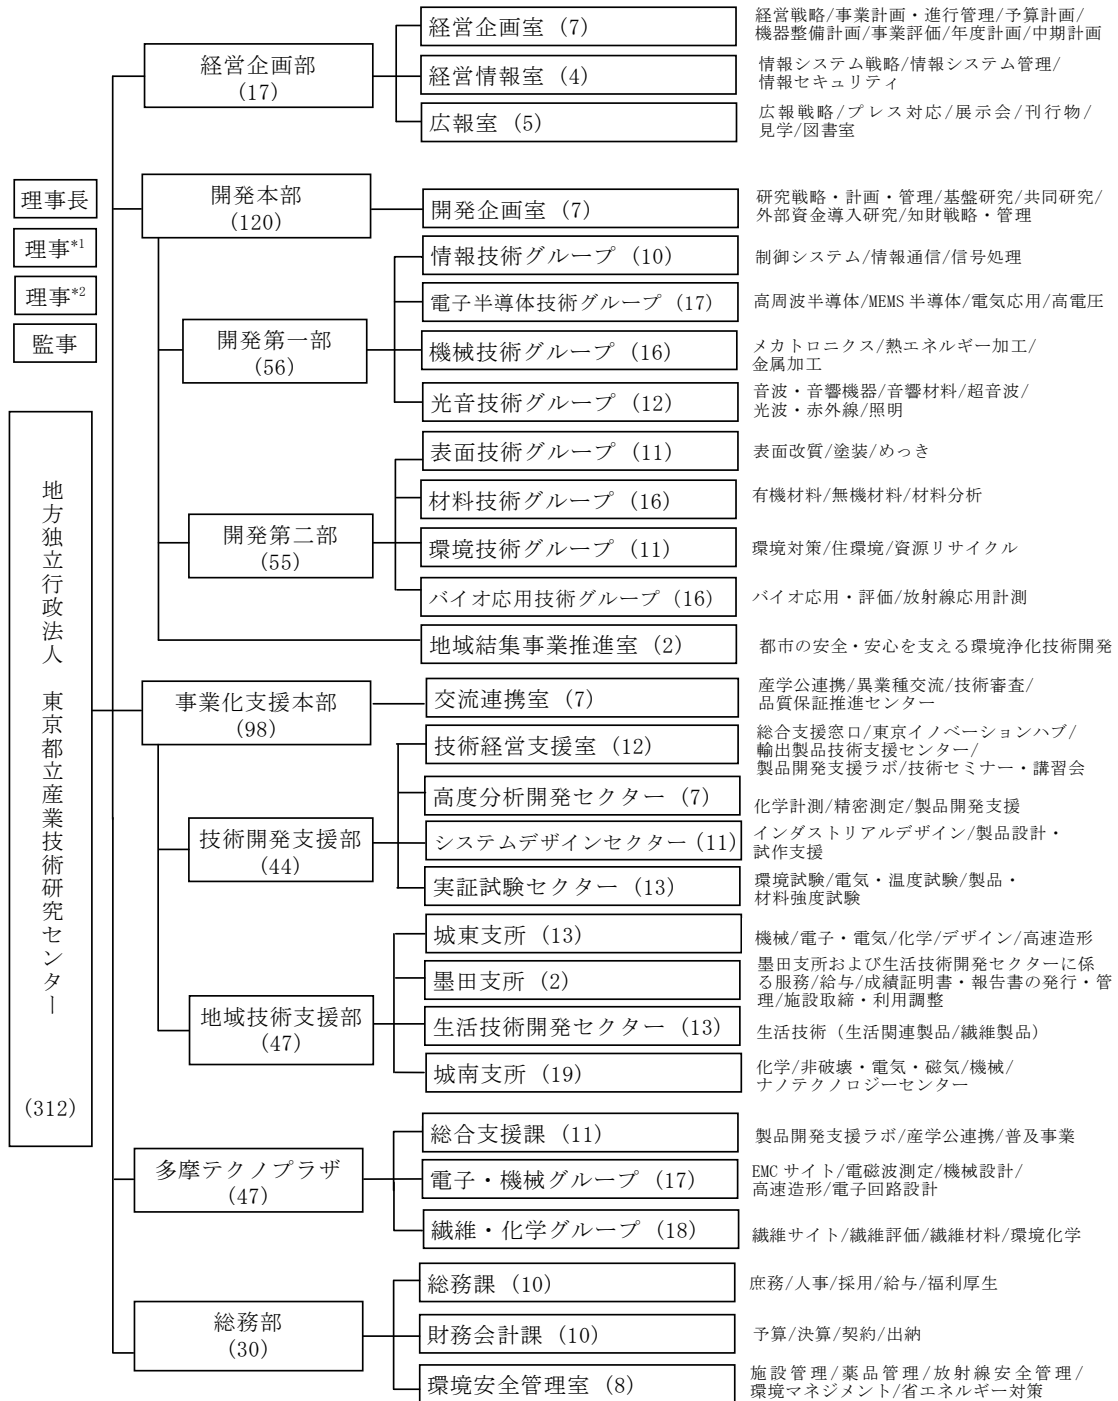 経営企画部
(17)
経営企画室 (7)
経営戦略/事業計画・進行管理/予算計画/
機器整備計画/事業評価/年度計画/中期計画
経営情報室 (4)
情報システム戦略/情報システム管理/
情報セキュリティ
広報室 (5)
広報戦略/プレス対応/展示会/刊行物/
見学/図書室
理事長
理事*1
理事*2
監事
地方独立行政法人 東京都立産業技術研究センター
(312)
開発本部
(120)
開発企画室 (7)
研究戦略・計画・管理/基盤研究/共同研究/
外部資金導入研究/知財戦略・管理
開発第一部
(56)
情報技術グループ (10)
制御システム/情報通信/信号処理
電子半導体技術グループ (17)
高周波半導体/MEMS 半導体/電気応用/高電圧
機械技術グループ (16)
メカトロニクス/熱エネルギー加工/
金属加工
光音技術グループ (12)
音波・音響機器/音響材料/超音波/
光波・赤外線/照明
開発第二部
(55)
表面技術グループ (11)
表面改質/塗装/めっき
材料技術グループ (16)
有機材料/無機材料/材料分析
環境技術グループ (11)
環境対策/住環境/資源リサイクル
バイオ応用技術グループ (16)
バイオ応用・評価/放射線応用計測
地域結集事業推進室 (2)
都市の安全・安心を支える環境浄化技術開発
事業化支援本部
(98)
交流連携室 (7)
産学公連携/異業種交流/技術審査/
品質保証推進センター
技術開発支援部
(44)
技術経営支援室 (12)
総合支援窓口/東京イノベーションハブ/
輸出製品技術支援センター/
製品開発支援ラボ/技術セミナー・講習会
高度分析開発セクター (7)
化学計測/精密測定/製品開発支援
システムデザインセクター (11)
インダストリアルデザイン/製品設計・
試作支援
実証試験セクター (13)
環境試験/電気・温度試験/製品・
材料強度試験
地域技術支援部
(47)
城東支所 (13)
機械/電子・電気/化学/デザイン/高速造形
墨田支所 (2)
墨田支所および生活技術開発セクターに係
る服務/給与/成績証明書・報告書の発行・管
理/施設取締・利用調整
生活技術開発セクター (13)
生活技術（生活関連製品/繊維製品）
城南支所 (19)
化学/非破壊・電気・磁気/機械/
ナノテクノロジーセンター
多摩テクノプラザ
(47)
総合支援課 (11)
製品開発支援ラボ/産学公連携/普及事業
電子・機械グループ (17)
EMC サイト/電磁波測定/機械設計/
高速造形/電子回路設計
繊維・化学グループ (18)
繊維サイト/繊維評価/繊維材料/環境化学
総務部
(30)
総務課 (10)
庶務/人事/採用/給与/福利厚生
財務会計課 (10)
予算/決算/契約/出納
環境安全管理室 (8)
施設管理/薬品管理/放射線安全管理/
環境マネジメント/省エネルギー対策